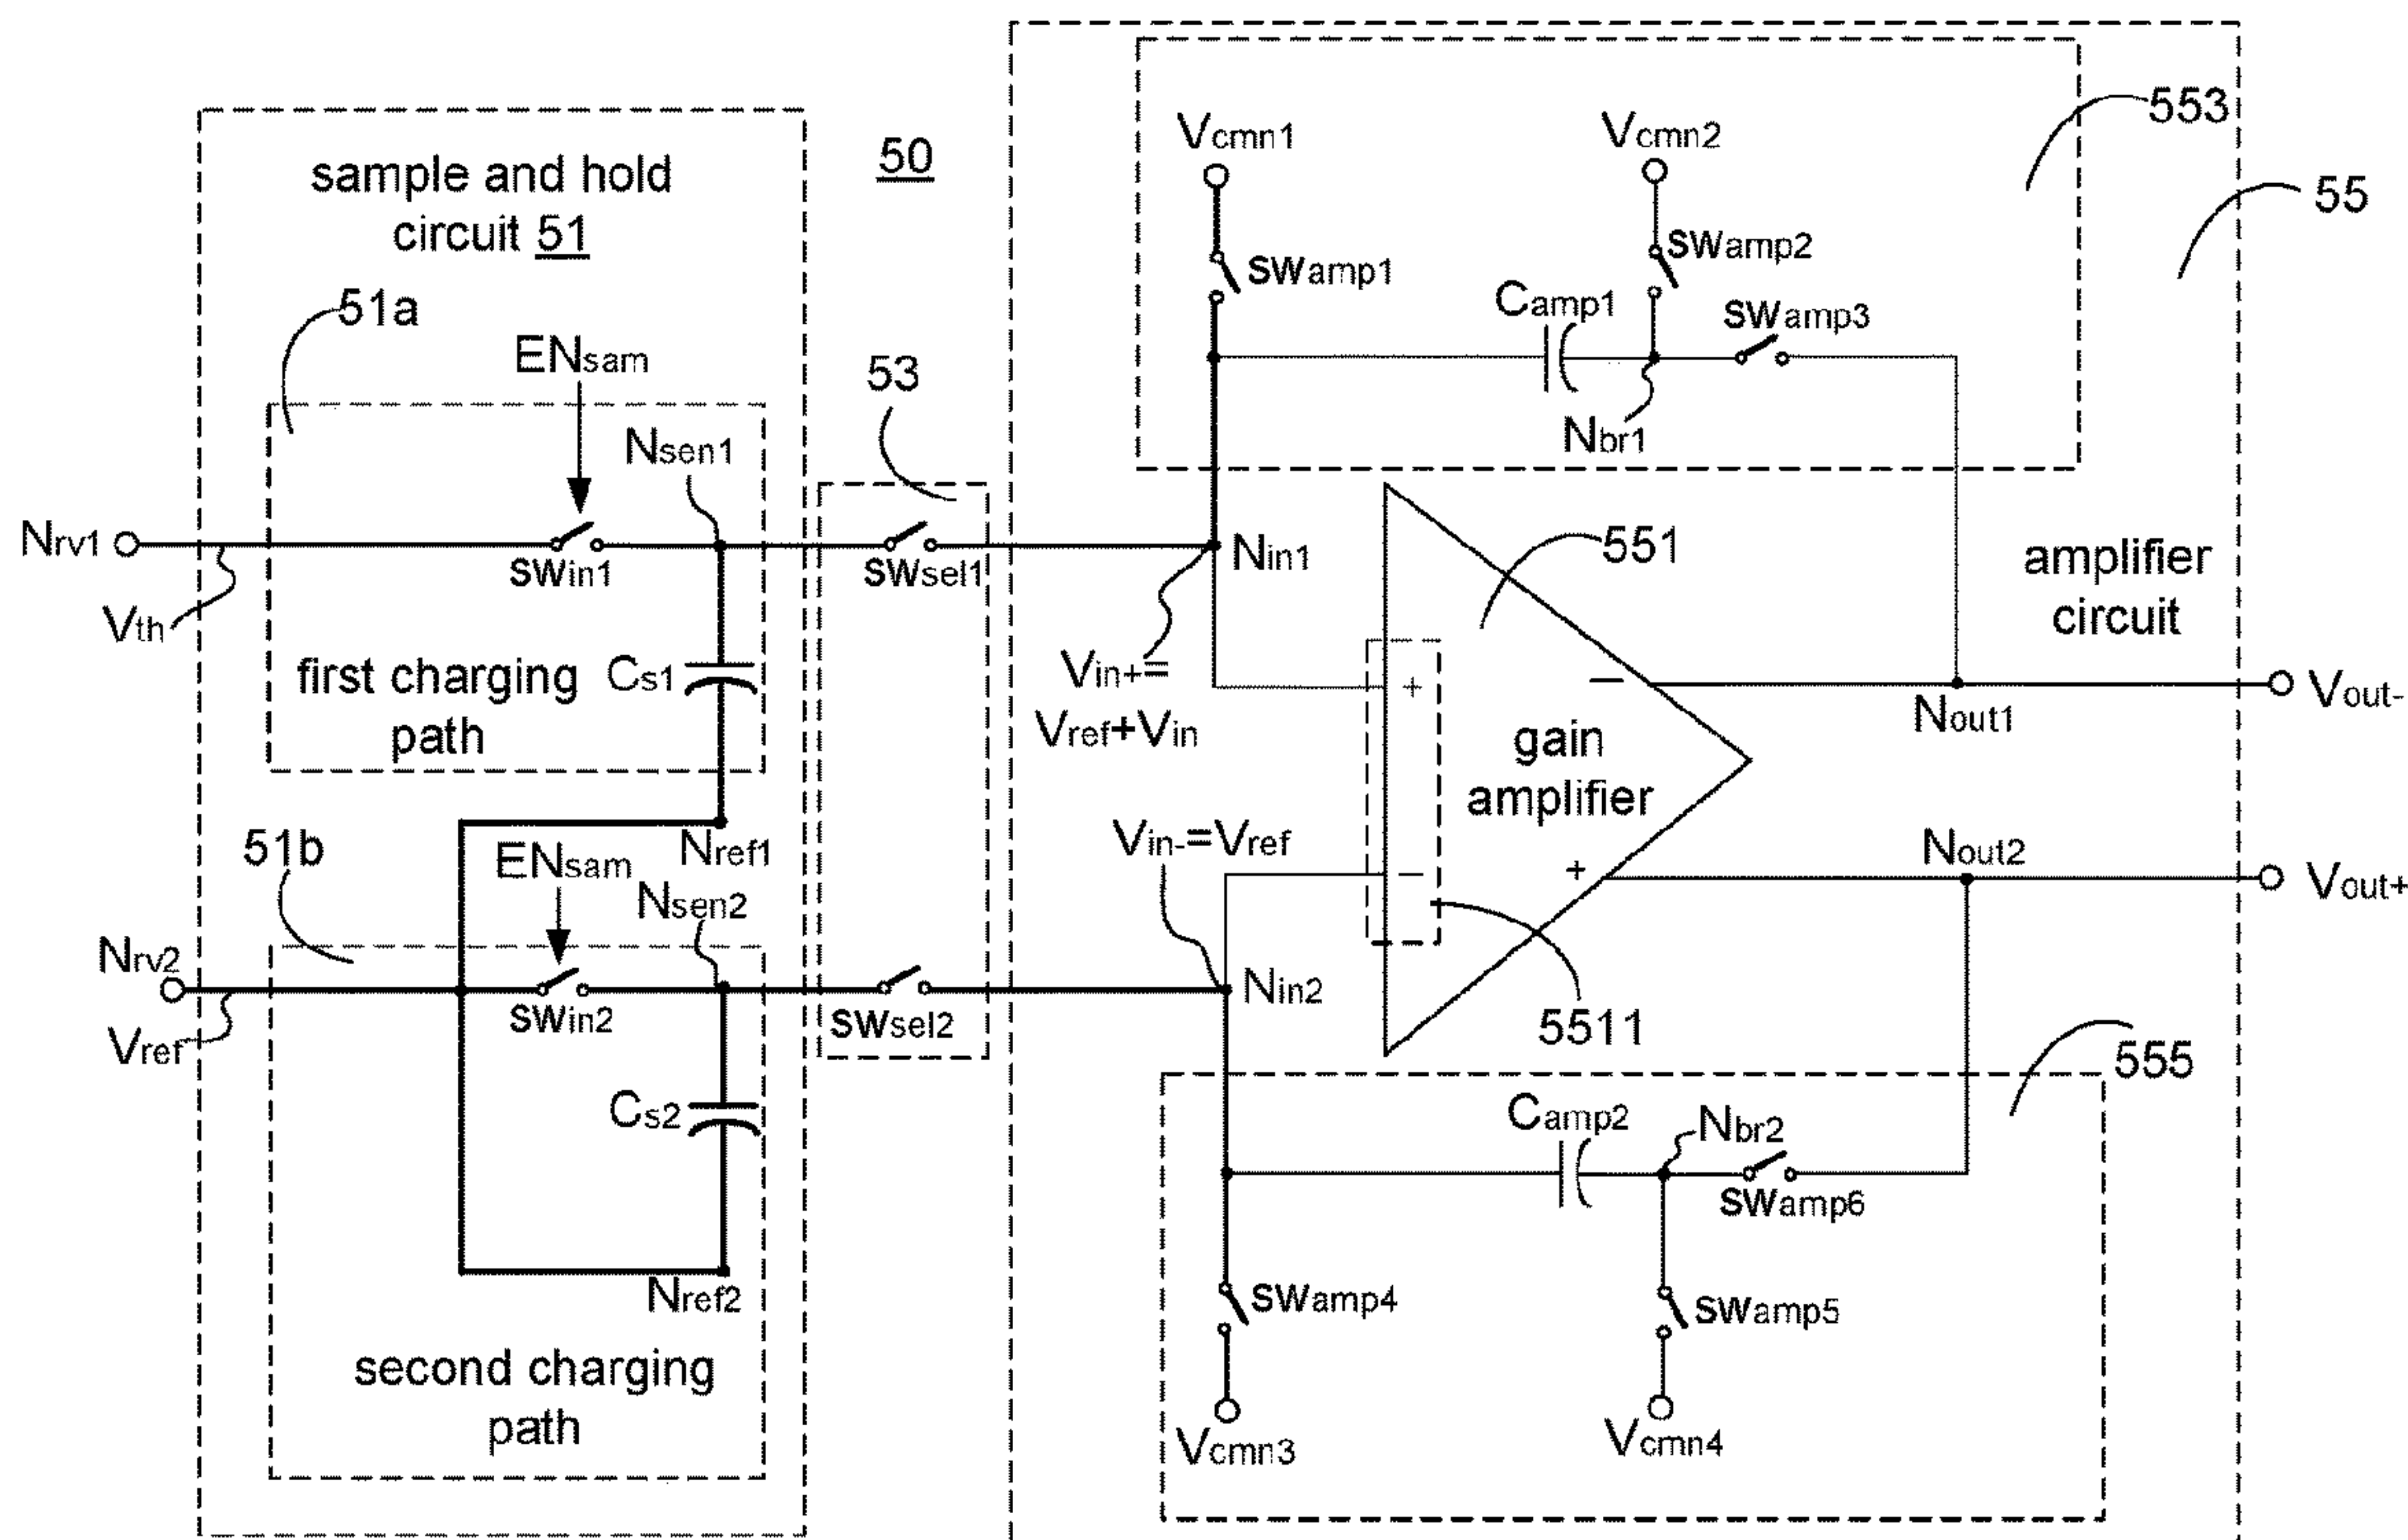 sample and hold
circuit 51
50
51a
ENsam
Nsen1
53
Nrv1
SWin1
SWsel1
Vth
first charging
path
Cs1
Nref1
51b
ENsam
Nsen2
Nrv2
SWin2
SWsel2
Vref
Cs2
Nref2
second charging
path
Vcmn1
Vcmn2
553
55
SWamp1
SWamp2
Camp1
SWamp3
Nbr1
Nin1
551
amplifier
circuit
Vin+=
Vref+Vin
+
−
gain
amplifier
Nout1
Vout-
Vin-=Vref
−
+
Nout2
Vout+
Nin2
5511
555
Camp2
Nbr2
SWamp6
SWamp4
SWamp5
Vcmn3
Vcmn4